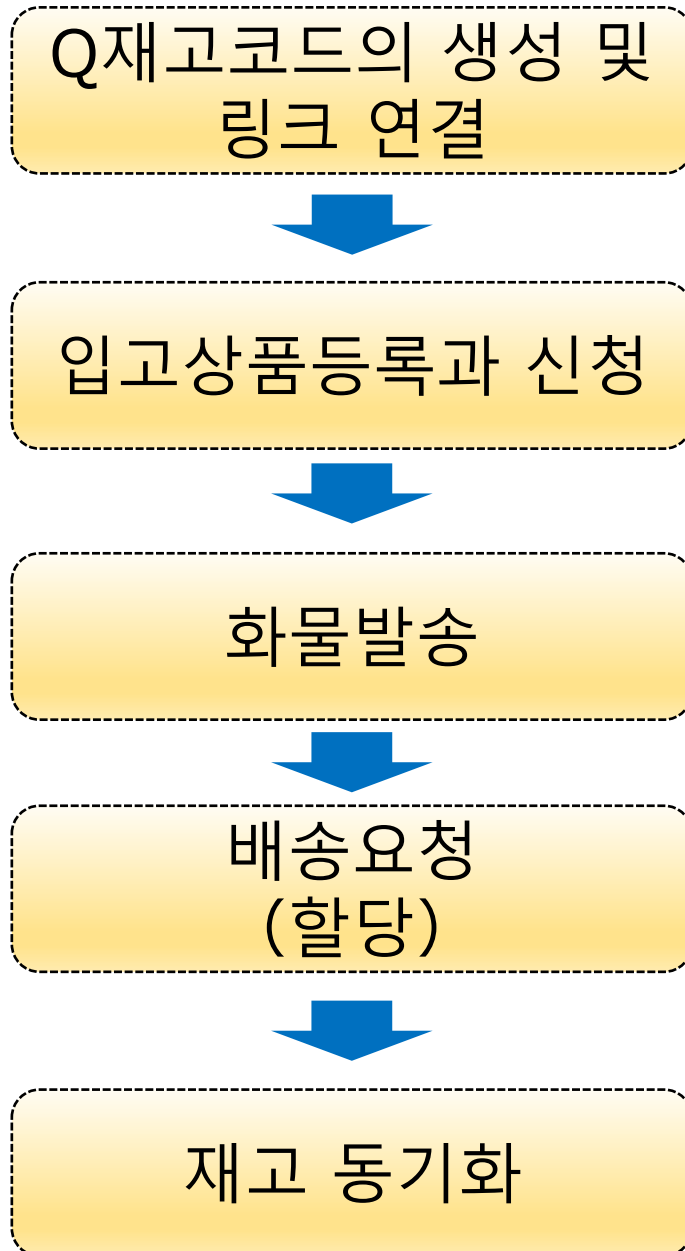 Q재고코드의 생성 및
링크 연결
입고상품등록과 신청
화물발송
배송요청
(할당)
재고 동기화